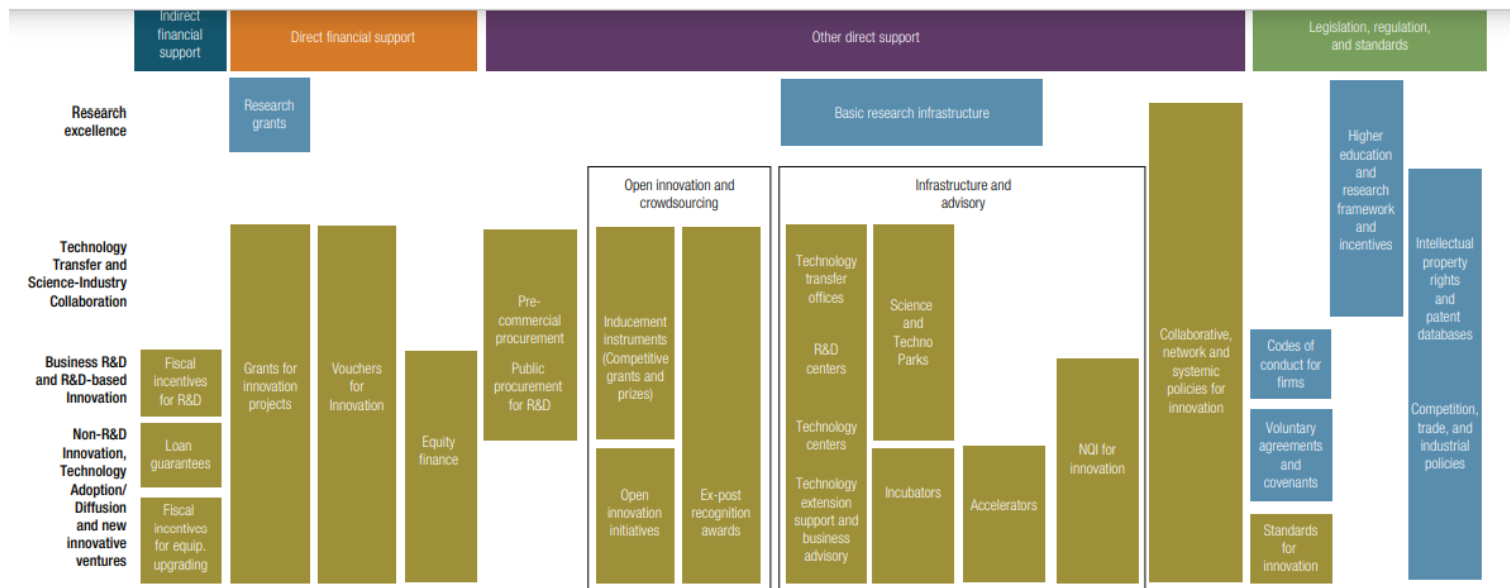 Indirect
financial
support
Direct financial support
Other direct support
Legislation, regulation,
and standards
Research
excellence
Research
grants
Basic research infrastructure
Higher
education
and
research
framework
and
incentives
Open innovation and
crowdsourcing
Infrastructure and
advisory
Technology
Transfer and
Science-Industry
Collaboration
Pre-
commercial
procurement
Public
procurement
for R&D
Inducement
instruments
(Competitive
grants and
prizes)
Technology
transfer
offices
R&D
centers
Technology
centers
Technology
extension
support and
business
advisory
Science
and
Techno
Parks
Collaborative,
network and
systemic
policies for
innovation
Intellectual
property
rights
and
patent
databases
Competition,
trade, and
industrial
policies
Business R&D
and R&D-based
Innovation
Fiscal
incentives
for R&D
Grants for
innovation
projects
Vouchers
for
Innovation
Equity
finance
Codes of
conduct for
firms
Non-R&D
Innovation,
Technology
Adoption/
Diffusion
and new
innovative
ventures
Loan
guarantees
Fiscal
incentives
for equip.
upgrading
Open
innovation
initiatives
Ex-post
recognition
awards
Incubators
Accelerators
NQI for
innovation
Voluntary
agreements
and
covenants
Standards
for
innovation